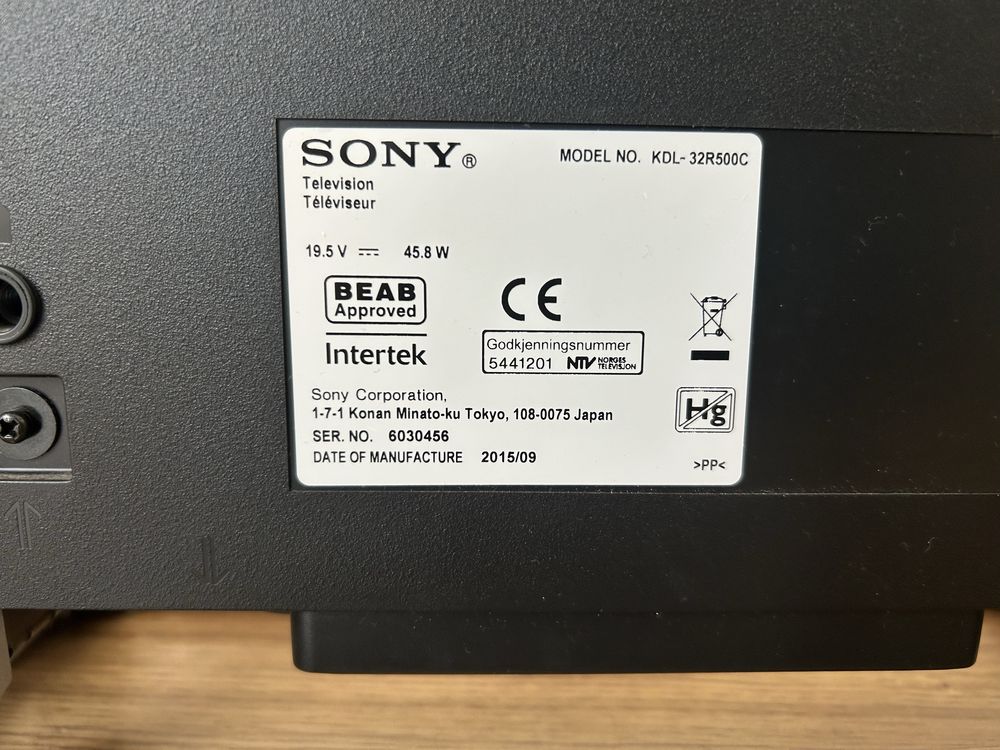 SONY®
MODEL NO. KDL-32R500C
Television
Téléviseur
19.5 V ⎓ 45.8 W
BEAB
Approved
Intertek
CE
Godkjenningsnummer
5441201 NTV NORGES
TELEVISJON
Sony Corporation,
1-7-1 Konan Minato-ku Tokyo, 108-0075 Japan
Hg
SER. NO. 6030456
DATE OF MANUFACTURE 2015/09
>PP<